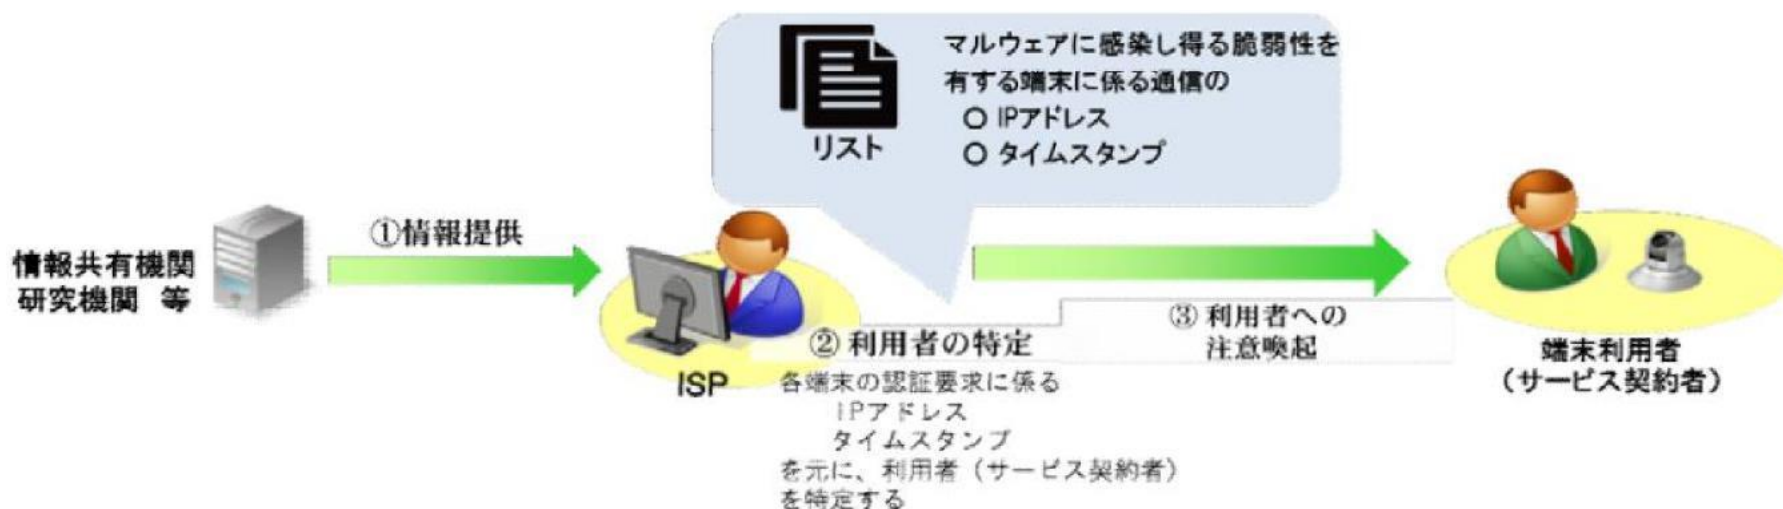 マルウェアに感染し得る脆弱性を
有する端末に係る通信の
○ IPアドレス
○ タイムスタンプ
リスト
情報共有機関
研究機関 等
①情報提供
ISP
② 利用者の特定
各端末の認証要求に係る
IPアドレス
タイムスタンプ
を元に、利用者（サービス契約者）
を特定する
③ 利用者への
注意喚起
端末利用者
（サービス契約者）